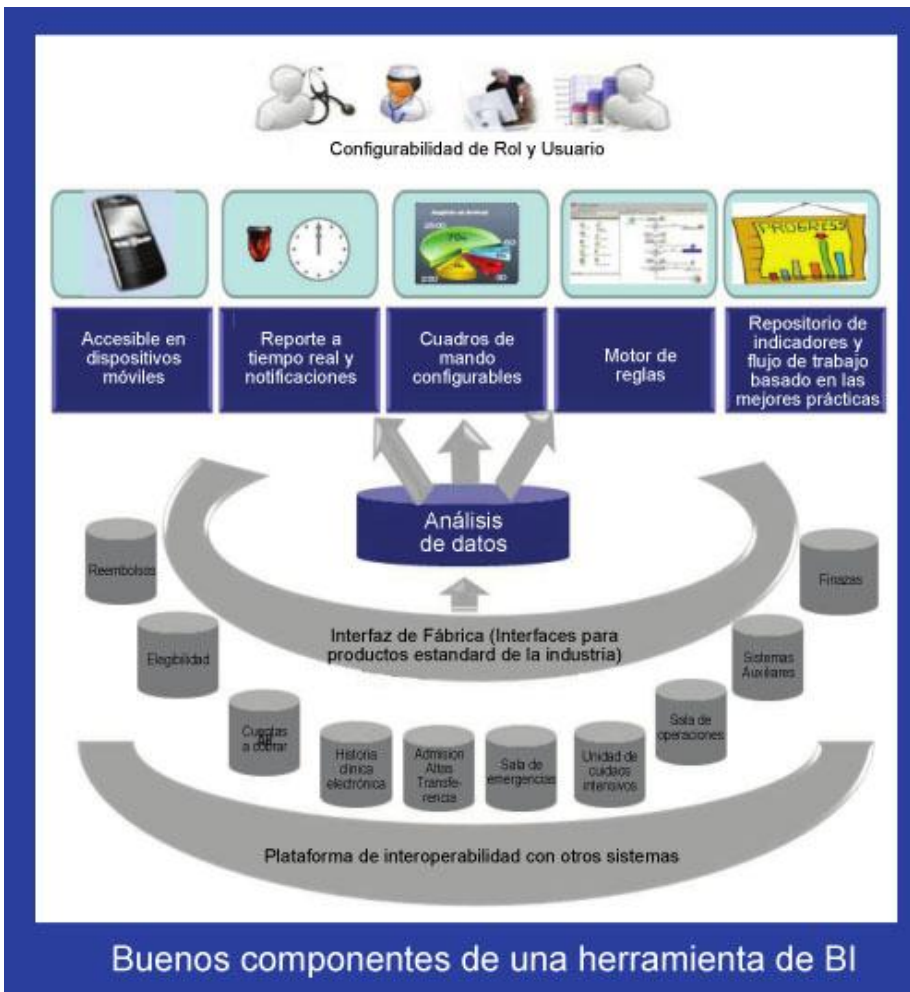 Configurabilidad de Rol y Usuario
PROGRESS
Accesible en
dispositivos
móviles
Reporte a
tiempo real y
notificaciones
Cuadros de
mando
configurables
Motor de
reglas
Repositorio de
indicadores y
flujo de trabajo
basado en las
mejores prácticas
Análisis
de datos
Reembolsos
Finazas
Interfaz de Fábrica (Interfaces para
productos estandard de la industria)
Elegibilidad
Sistemas
Auxiliares
Cuentas
a cobrar
Historia
clínica
electrónica
Admision
Altas
Transfe-
rencia
Sala de
emergencias
Unidad de
cuidaos
intensivos
Sala de
operaciones
Plataforma de interoperabilidad con otros sistemas
Buenos componentes de una herramienta de BI